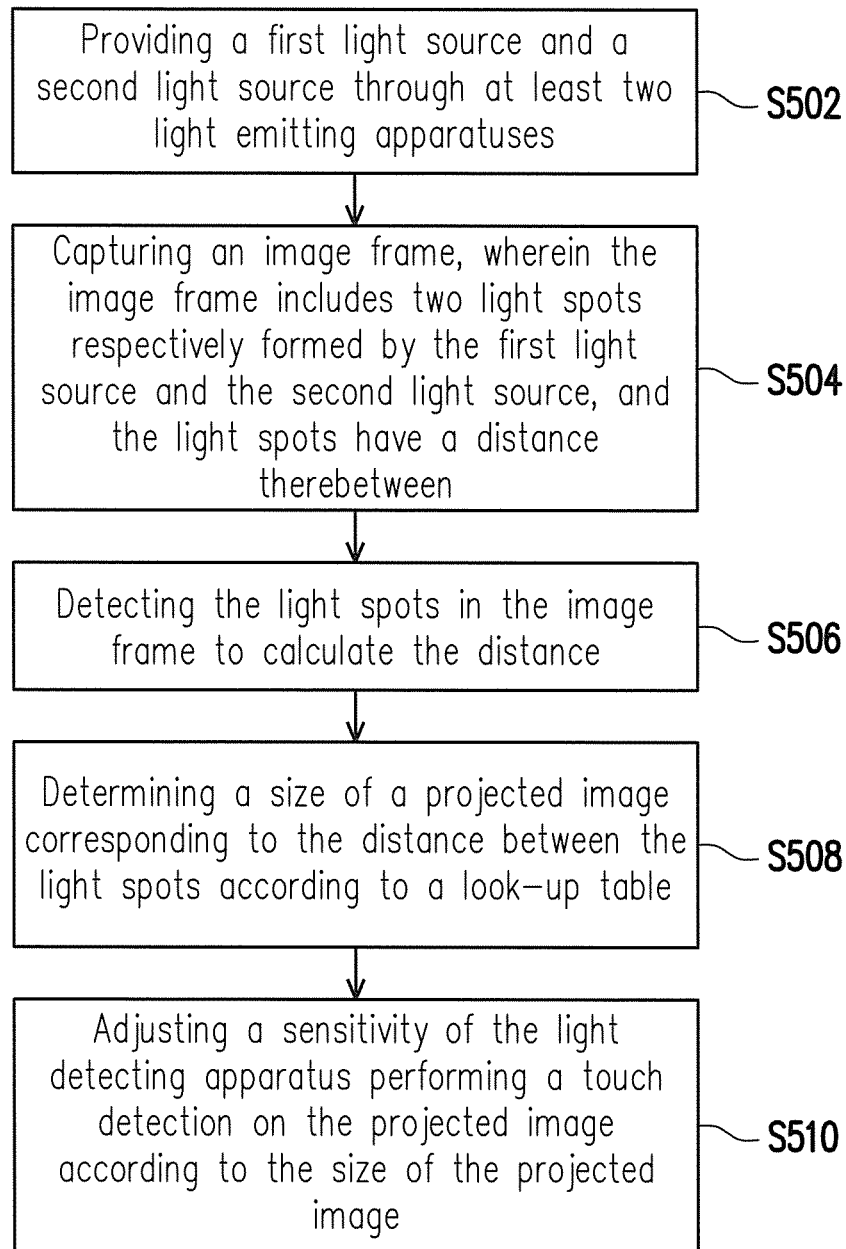 Providing a first light source and a
second light source through at least two
light emitting apparatuses
S502
Capturing an image frame, wherein the
image frame includes two light spots
respectively formed by the first light
source and the second light source, and
the light spots have a distance
therebetween
S504
Detecting the light spots in the image
frame to calculate the distance
S506
Determining a size of a projected image
corresponding to the distance between the
light spots according to a look-up table
S508
Adjusting a sensitivity of the light
detecting apparatus performing a touch
detection on the projected image
according to the size of the projected
image
S510